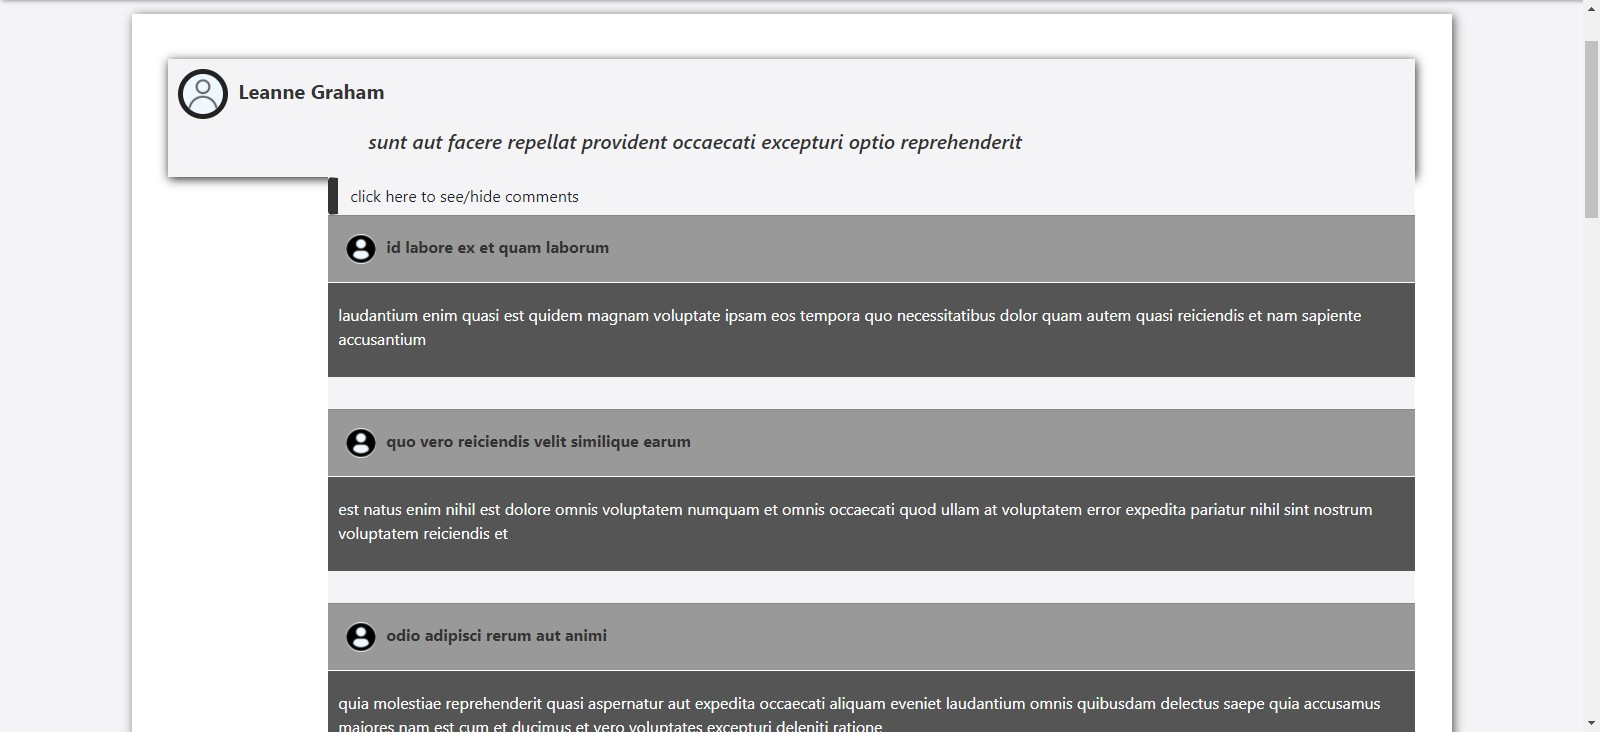 Leanne Graham
sunt aut facere repellat provident occaecati excepturi optio reprehenderit
click here to see/hide comments
id labore ex et quam laborum
laudantium enim quasi est quidem magnam voluptate ipsam eos tempora quo necessitatibus dolor quam autem quasi reiciendis et nam sapiente
accusantium
quo vero reiciendis velit similique earum
est natus enim nihil est dolore omnis voluptatem numquam et omnis occaecati quod ullam at voluptatem error expedita pariatur nihil sint nostrum
voluptatem reiciendis et
odio adipisci rerum aut animi
quia molestiae reprehenderit quasi aspernatur aut expedita occaecati aliquam eveniet laudantium omnis quibusdam delectus saepe quia accusamus
maiores nam est cum et ducimus et vero voluptates excepturi deleniti ratione